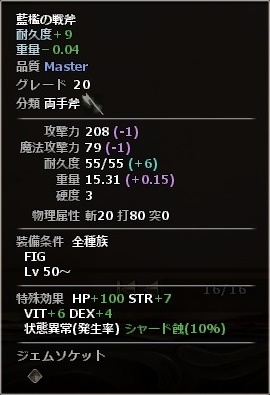 藍檻の戦斧
耐久度+9
重量-0.04
品質 Master
グレード 20
分類 両手斧
攻撃力 208 (-1)
魔法攻撃力 79 (-1)
耐久度 55/55 (+6)
重量 15.31 (+0.15)
硬度 3
物理属性 斬20 打80 突0
装備条件 全種族
FIG
Lv 50~
16/16
特殊効果 HP+100 STR+7
VIT+6 DEX+4
状態異常(発生率) シャード蝕(10%)
ジェムソケット